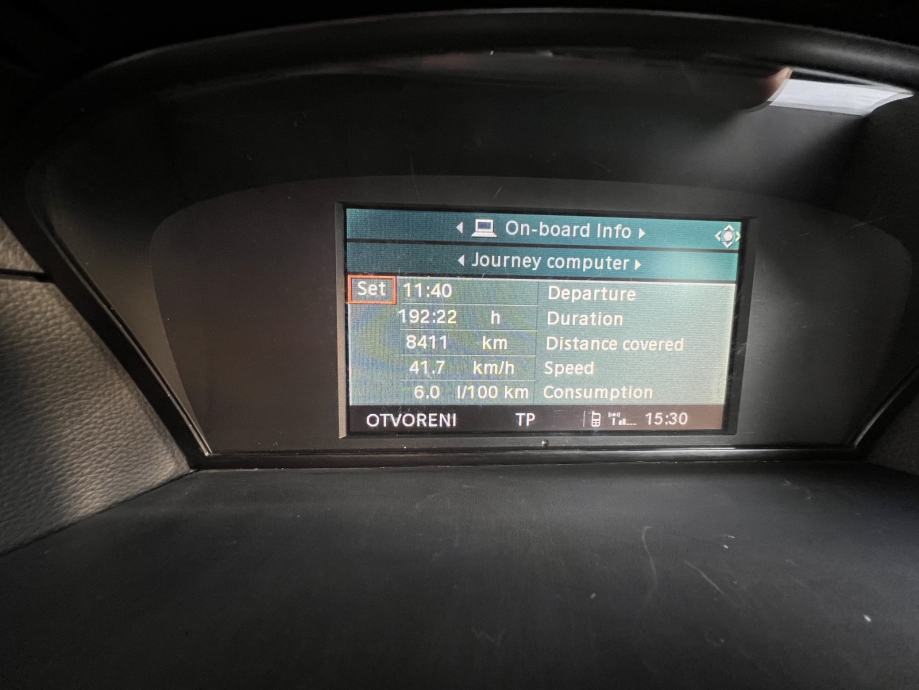 On-board Info
Journey computer
Set 11:40 Departure
192:22 h Duration
8411 km Distance covered
41.7 km/h Speed
6.0 l/100 km Consumption
OTVORENI TP 15:30